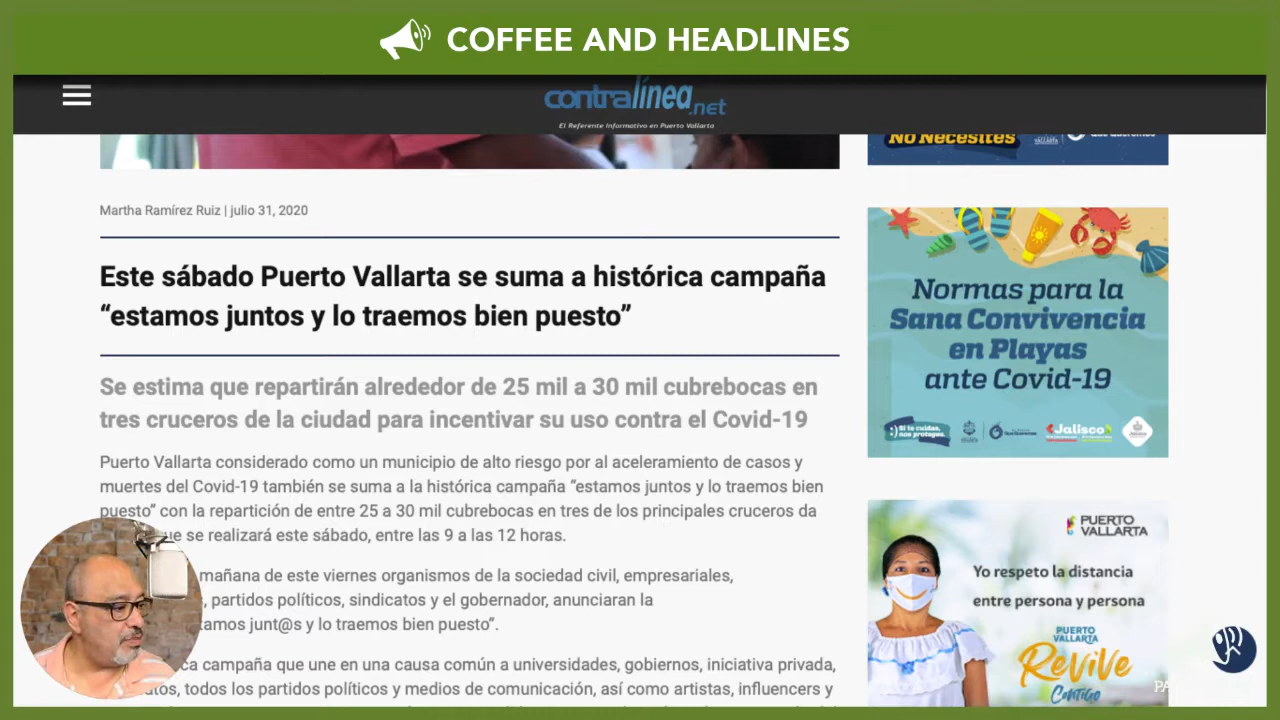 COFFEE AND HEADLINES
contralínea.net
El Referente Informativo en Puerto Vallarta
No Necesites
Martha Ramírez Ruiz | julio 31, 2020
Este sábado Puerto Vallarta se suma a histórica campaña
“estamos juntos y lo traemos bien puesto”
Se estima que repartirán alrededor de 25 mil a 30 mil cubrebocas en
tres cruceros de la ciudad para incentivar su uso contra el Covid-19
Puerto Vallarta considerado como un municipio de alto riesgo por al aceleramiento de casos y
muertes del Covid-19 también se suma a la histórica campaña “estamos juntos y lo traemos bien
puesto” con la repartición de entre 25 a 30 mil cubrebocas en tres de los principales cruceros da
se realizará este sábado, entre las 9 a las 12 horas.
mañana de este viernes organismos de la sociedad civil, empresariales,
partidos políticos, sindicatos y el gobernador, anunciaran la
junt@s y lo traemos bien puesto”.
campaña que une en una causa común a universidades, gobiernos, iniciativa privada,
todos los partidos políticos y medios de comunicación, así como artistas, influencers y
Normas para la
Sana Convivencia
en Playas
ante Covid-19
Si te cuidas,
nos proteges.
Jalisco
PUERTO
VALLARTA
Yo respeto la distancia
entre persona y persona
PUERTO
VALLARTA
ReViVe
CONTIGO